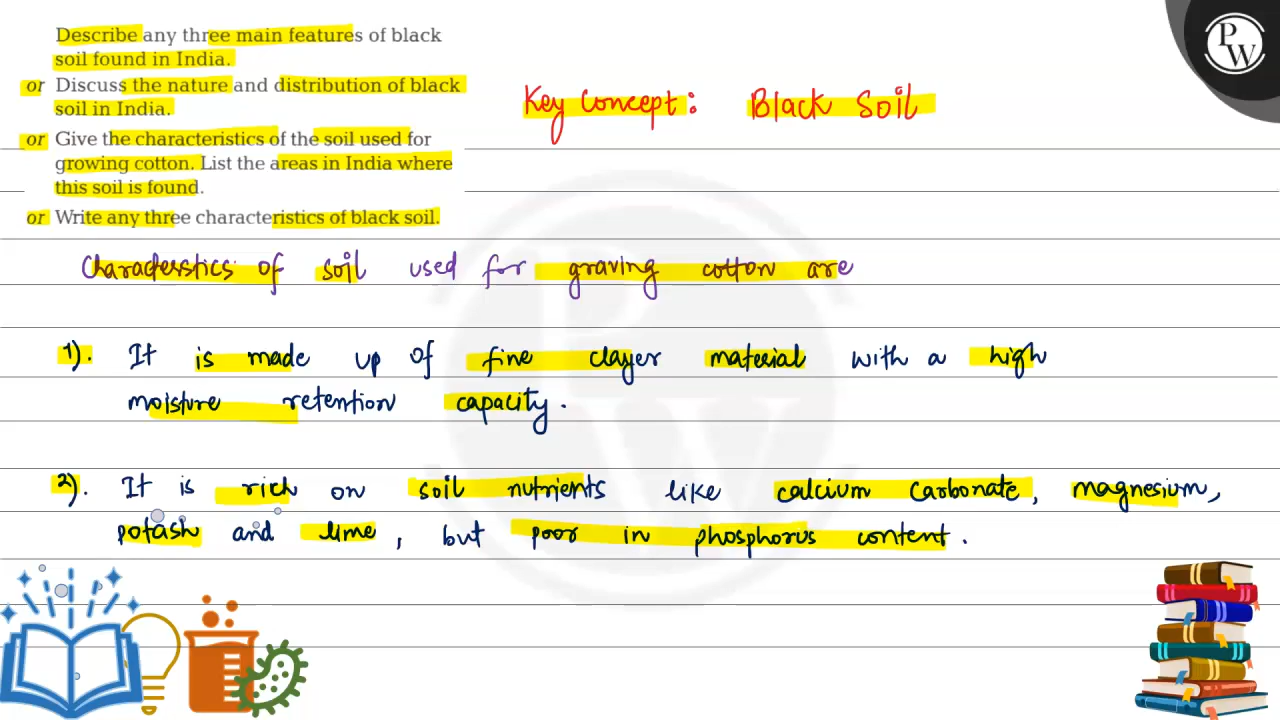 Describe any three main features of black
soil found in India.
or Discuss the nature and distribution of black
soil in India.
or Give the characteristics of the soil used for
growing cotton. List the areas in India where
this soil is found.
or Write any three characteristics of black soil.
PW
Key Concept: Black Soil
Characterstics of soil used for graving cotton are
1). It is made up of fine clayer material with a high
moisture retention capacity.
2). It is rich on soil nutrients like calcium carbonate, magnesium,
potash and lime, but poor in phosphorus content.
PW